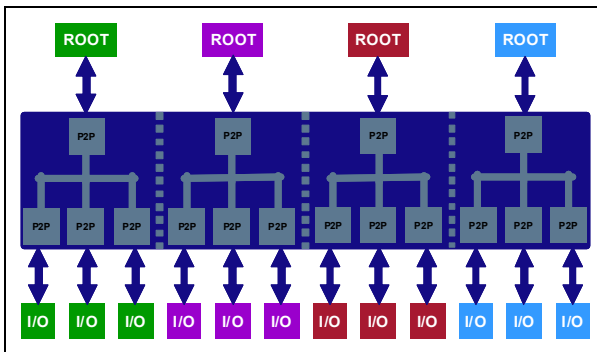 ROOT ROOT ROOT ROOT
P2P P2P P2P P2P
P2P P2P P2P P2P P2P P2P P2P P2P P2P P2P P2P P2P
I/O I/O I/O I/O I/O I/O I/O I/O I/O I/O I/O I/O